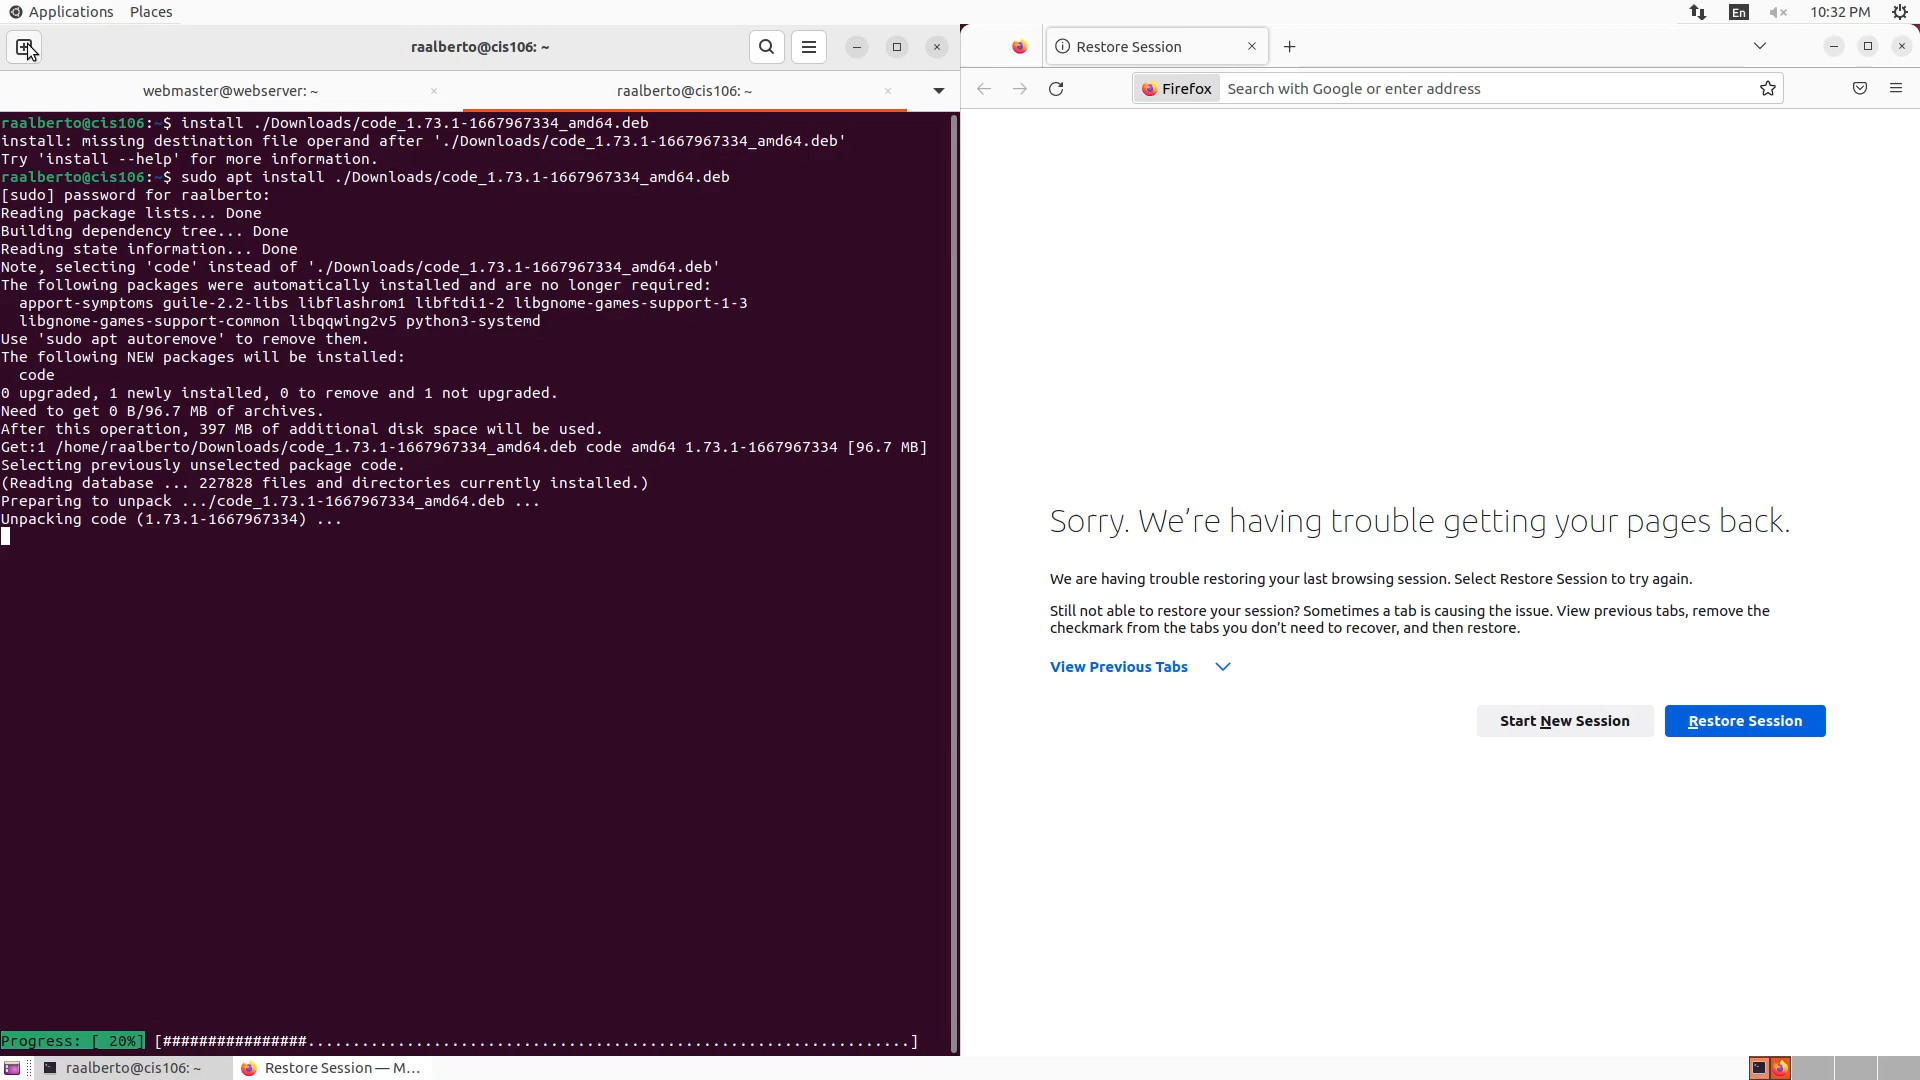 Applications Places
En 10:32 PM
raalberto@cis106: ~
webmaster@webserver: ~
raalberto@cis106: ~
raalberto@cis106:~$ install ./Downloads/code_1.73.1-1667967334_amd64.deb
install: missing destination file operand after './Downloads/code_1.73.1-1667967334_amd64.deb'
Try 'install --help' for more information.
raalberto@cis106:~$ sudo apt install ./Downloads/code_1.73.1-1667967334_amd64.deb
[sudo] password for raalberto:
Reading package lists... Done
Building dependency tree... Done
Reading state information... Done
Note, selecting 'code' instead of './Downloads/code_1.73.1-1667967334_amd64.deb'
The following packages were automatically installed and are no longer required:
  apport-symptoms guile-2.2-libs libflashrom1 libftdi1-2 libgnome-games-support-1-3
  libgnome-games-support-common libqqwing2v5 python3-systemd
Use 'sudo apt autoremove' to remove them.
The following NEW packages will be installed:
  code
0 upgraded, 1 newly installed, 0 to remove and 1 not upgraded.
Need to get 0 B/96.7 MB of archives.
After this operation, 397 MB of additional disk space will be used.
Get:1 /home/raalberto/Downloads/code_1.73.1-1667967334_amd64.deb code amd64 1.73.1-1667967334 [96.7 MB]
Selecting previously unselected package code.
(Reading database ... 227828 files and directories currently installed.)
Preparing to unpack .../code_1.73.1-1667967334_amd64.deb ...
Unpacking code (1.73.1-1667967334) ...
Progress: [ 20%] [################...................................................................]
Restore Session
Firefox Search with Google or enter address
Sorry. We’re having trouble getting your pages back.
We are having trouble restoring your last browsing session. Select Restore Session to try again.
Still not able to restore your session? Sometimes a tab is causing the issue. View previous tabs, remove the
checkmark from the tabs you don’t need to recover, and then restore.
View Previous Tabs
Start New Session Restore Session
raalberto@cis106: ~ Restore Session — M...